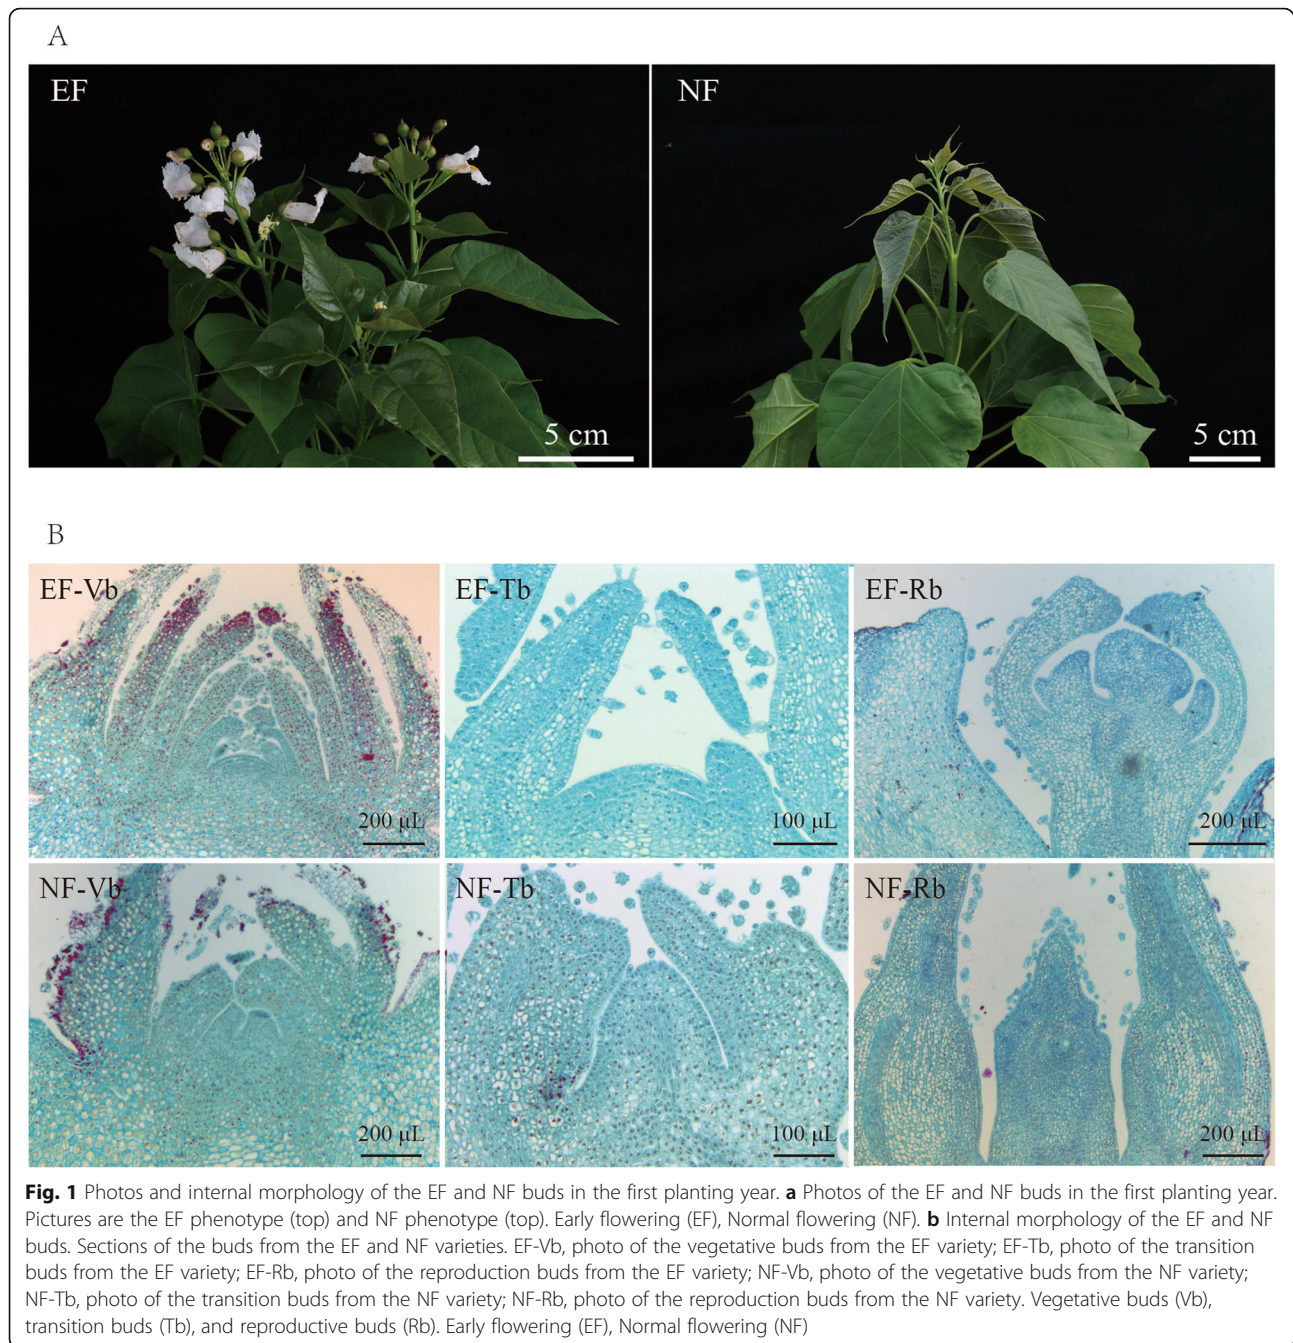 A
EF
NF
5 cm
5 cm
B
EF-Vb
EF-Tb
EF-Rb
200 μL
100 μL
200 μL
NF-Vb
NF-Tb
NF-Rb
200 μL
100 μL
200 μL
Fig. 1 Photos and internal morphology of the EF and NF buds in the first planting year. a Photos of the EF and NF buds in the first planting year.
Pictures are the EF phenotype (top) and NF phenotype (top). Early flowering (EF), Normal flowering (NF). b Internal morphology of the EF and NF
buds. Sections of the buds from the EF and NF varieties. EF-Vb, photo of the vegetative buds from the EF variety; EF-Tb, photo of the transition
buds from the EF variety; EF-Rb, photo of the reproduction buds from the EF variety; NF-Vb, photo of the vegetative buds from the NF variety;
NF-Tb, photo of the transition buds from the NF variety; NF-Rb, photo of the reproduction buds from the NF variety. Vegetative buds (Vb),
transition buds (Tb), and reproductive buds (Rb). Early flowering (EF), Normal flowering (NF)